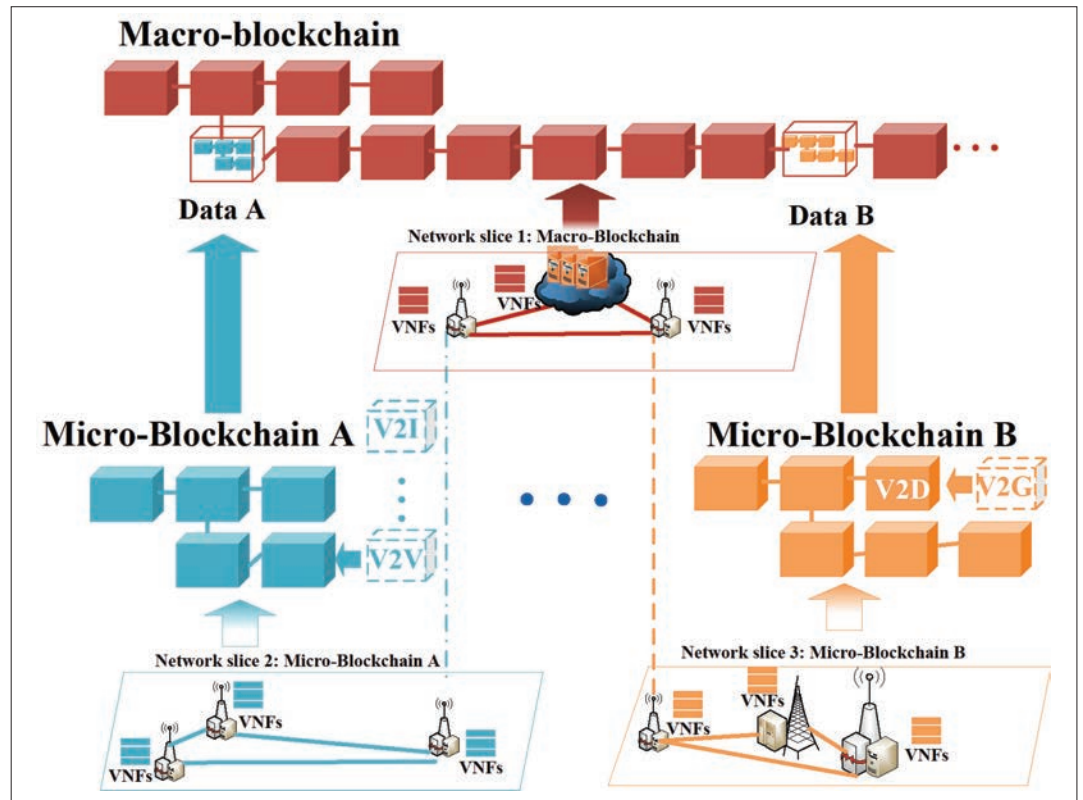 Macro-blockchain
Data A
Data B
Network slice 1: Macro-Blockchain
VNFs
VNFs
VNFs
Micro-Blockchain A
V2I
V2V
Micro-Blockchain B
V2D
V2G
Network slice 2: Micro-Blockchain A
VNFs
VNFs
VNFs
Network slice 3: Micro-Blockchain B
VNFs
VNFs
VNFs